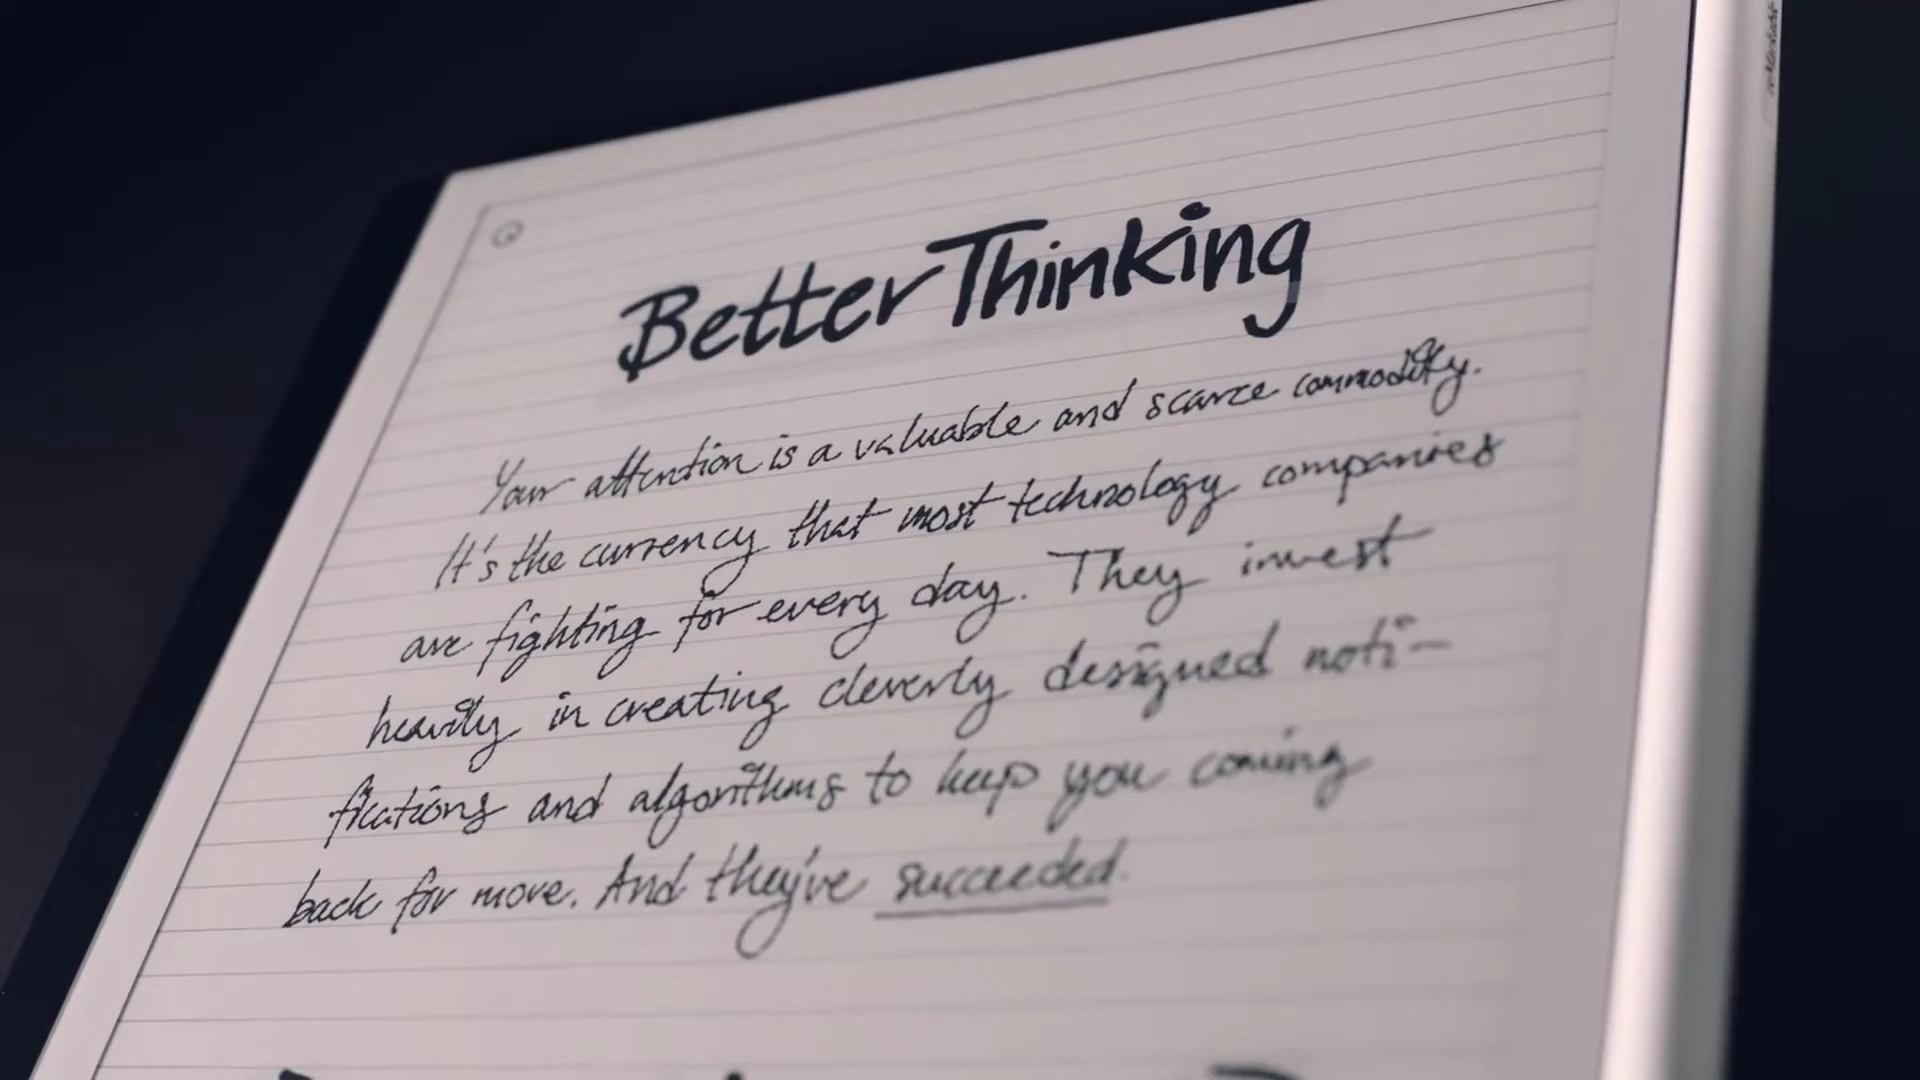 Better Thinking
Your attention is a valuable and scarce commodity.
It's the currency that most technology companies
are fighting for every day. They invest
heavily in creating cleverly designed noti-
fications and algorithms to keep you coming
back for more. And they've succeeded.